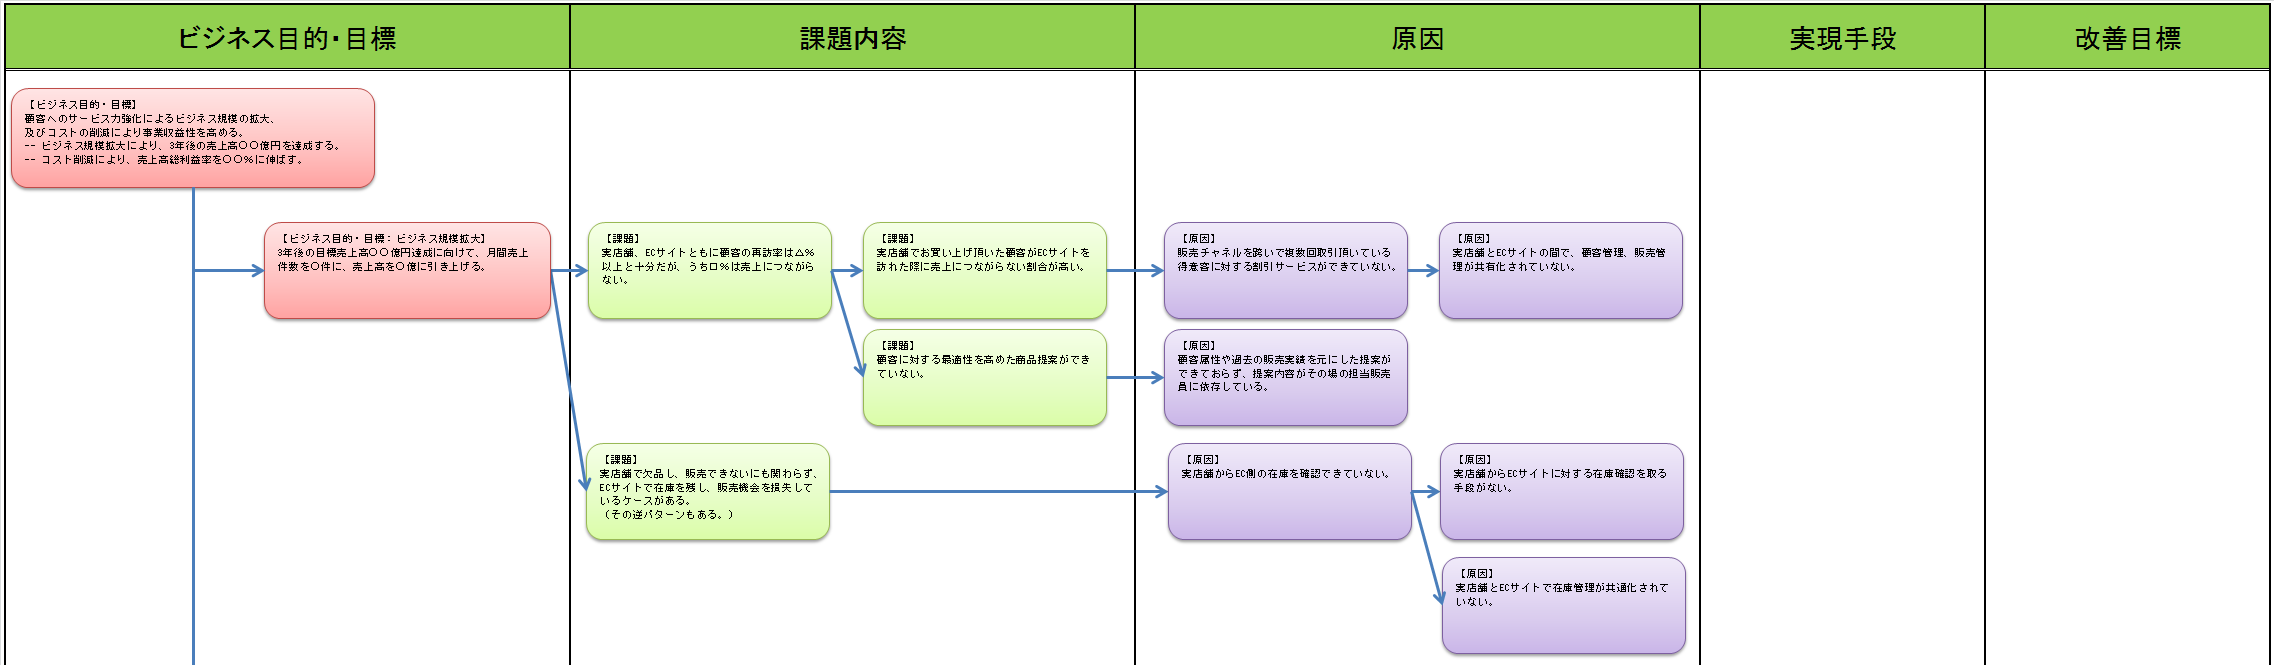 ビジネス目的・目標
課題内容
原因
実現手段
改善目標
【ビジネス目的・目標】
顧客へのサービス力強化によるビジネス規模の拡大、
及びコストの削減により事業収益性を高める。
-- ビジネス規模拡大により、3年後の売上高〇〇億円を達成する。
-- コスト削減により、売上高総利益率を〇〇%に伸ばす。
【ビジネス目的・目標：ビジネス規模拡大】
3年後の目標売上高〇〇億円達成に向けて、月間売上
件数を〇件に、売上高を〇億に引き上げる。
【課題】
実店舗、ECサイトともに顧客の再訪率は△%
以上と十分だが、うち□%は売上につながら
ない。
【課題】
実店舗でお買い上げ頂いた顧客がECサイトを
訪れた際に売上につながらない割合が高い。
【原因】
販売チャネルを跨いで複数回取引頂いている
得意客に対する割引サービスができていない。
【原因】
実店舗とECサイトの間で、顧客管理、販売管
理が共有化されていない。
【課題】
顧客に対する最適性を高めた商品提案ができ
ていない。
【原因】
顧客属性や過去の販売実績を元にした提案が
できておらず、提案内容がその場の担当販売
員に依存している。
【課題】
実店舗で欠品し、販売できないにも関わらず、
ECサイトで在庫を残し、販売機会を損失して
いるケースがある。
（その逆パターンもある。）
【原因】
実店舗からEC側の在庫を確認できていない。
【原因】
実店舗からECサイトに対する在庫確認を取る
手段がない。
【原因】
実店舗とECサイトで在庫管理が共通化されて
いない。